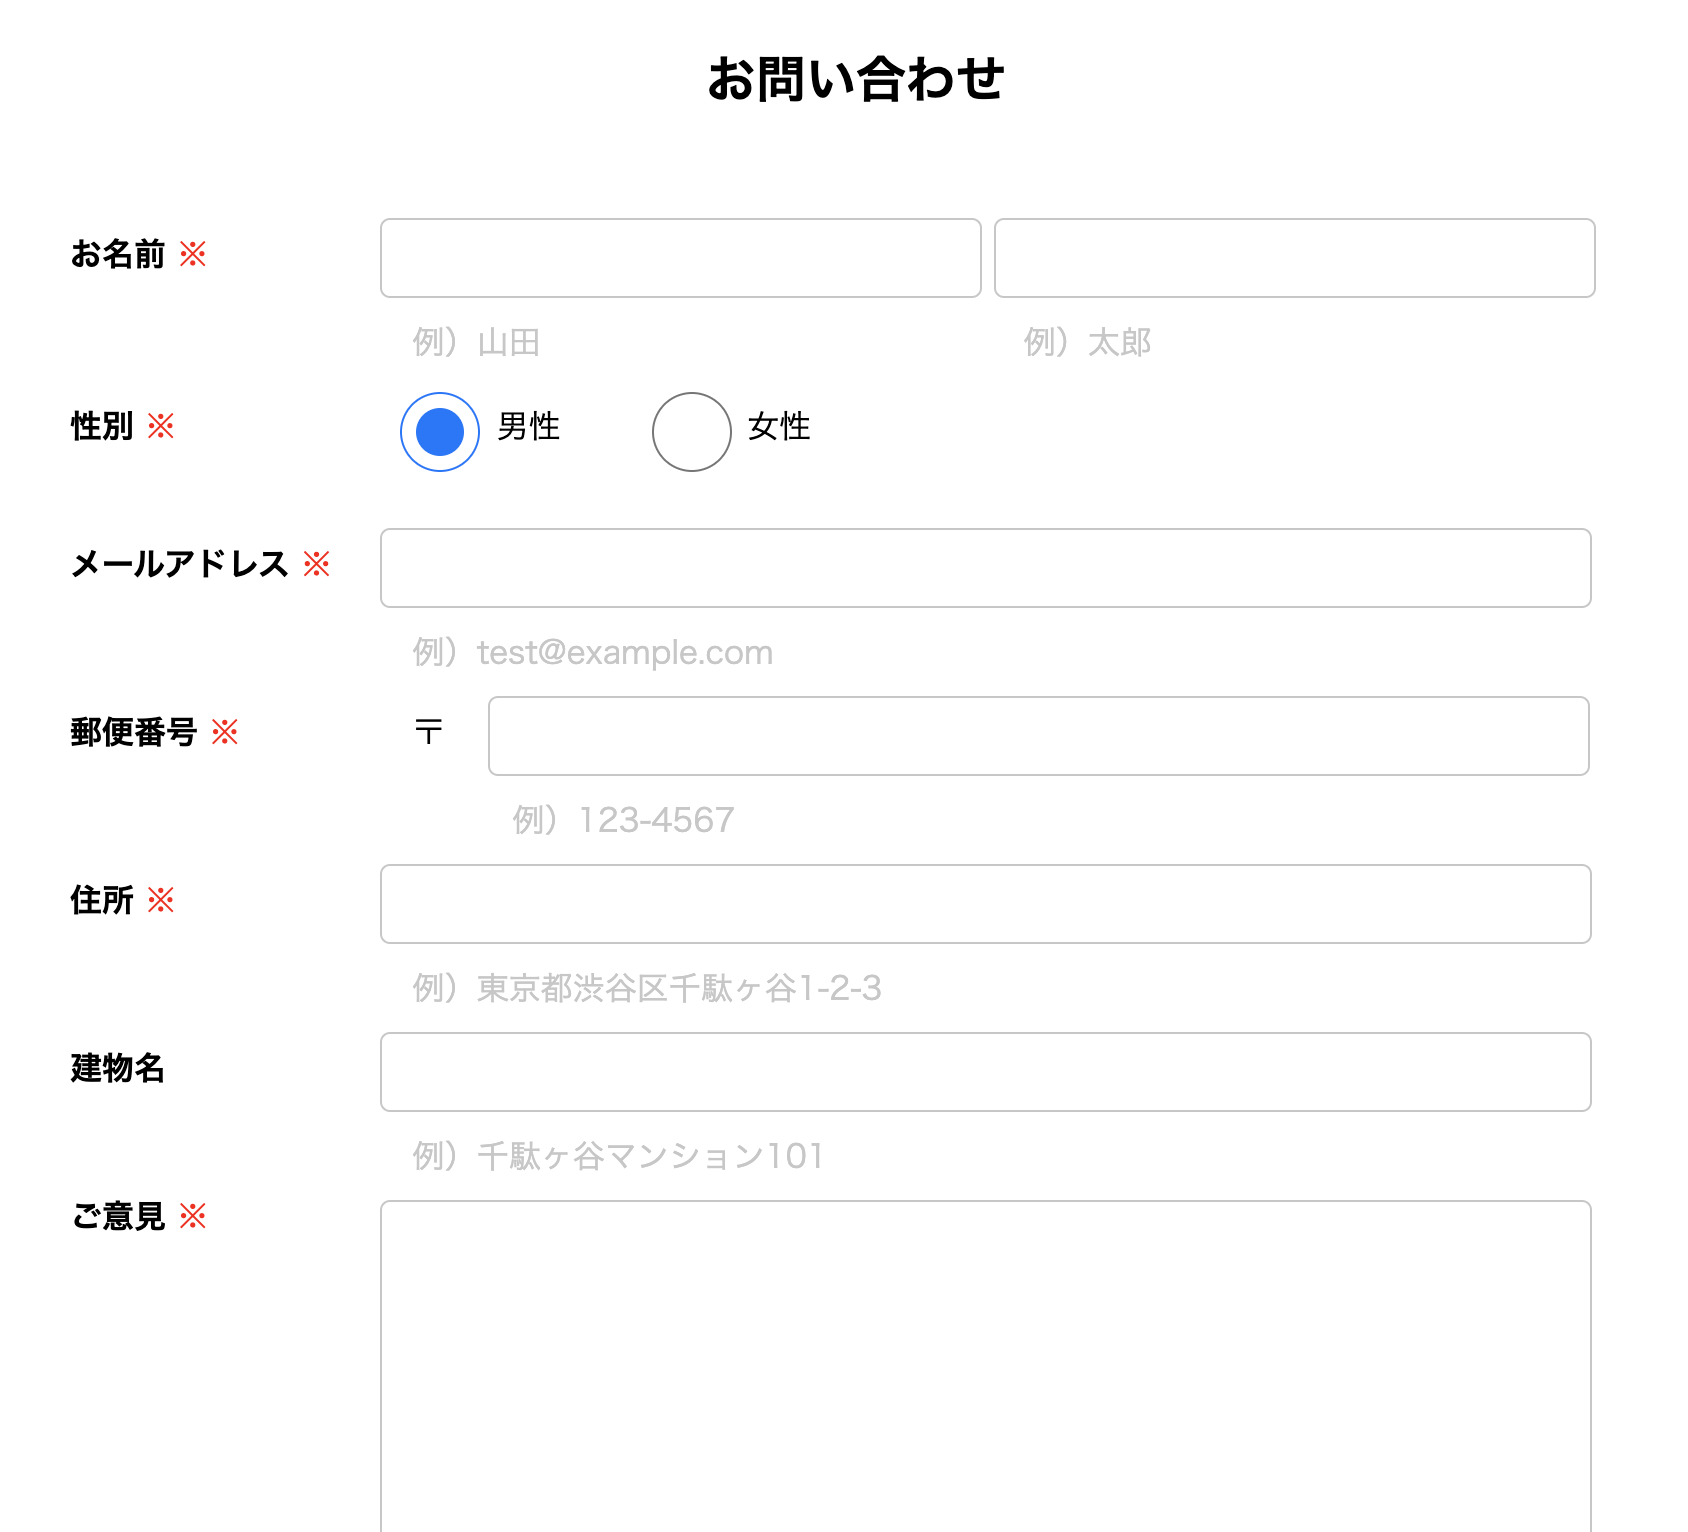 お問い合わせ
お名前 ※
例）山田 例）太郎
性別 ※ 男性 女性
メールアドレス ※
例）test@example.com
郵便番号 ※ 〒
例）123-4567
住所 ※
例）東京都渋谷区千駄ヶ谷1-2-3
建物名
例）千駄ヶ谷マンション101
ご意見 ※